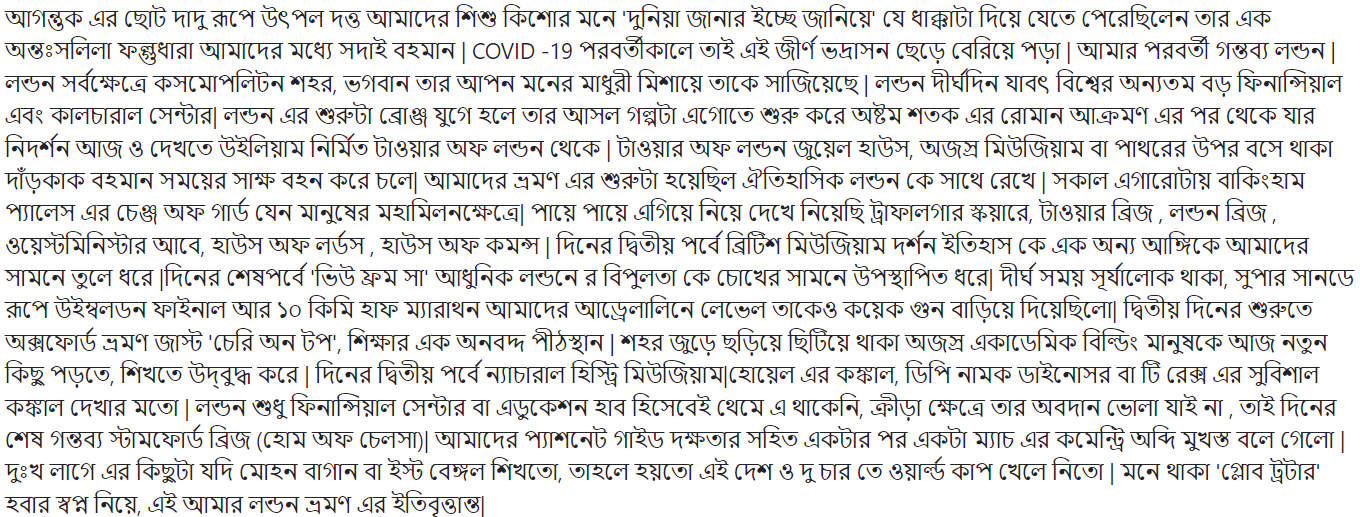 আগন্তুক এর ছোট দাদু রূপে উৎপল দত্ত আমাদের শিশু কিশোর মনে 'দুনিয়া জানার ইচ্ছে জানিয়ে' যে ধাক্কাটা দিয়ে যেতে পেরেছিলেন তার এক
অন্তঃসলিলা ফল্গুধারা আমাদের মধ্যে সদাই বহমান | COVID -19 পরবর্তীকালে তাই এই জীর্ণ ভদ্রাসন ছেড়ে বেরিয়ে পড়া | আমার পরবর্তী গন্তব্য লন্ডন |
লন্ডন সর্বক্ষেত্রে কসমোপলিটন শহর, ভগবান তার আপন মনের মাধুরী মিশায়ে তাকে সাজিয়েছে | লন্ডন দীর্ঘদিন যাবৎ বিশ্বের অন্যতম বড় ফিনান্সিয়াল
এবং কালচারাল সেন্টার| লন্ডন এর শুরুটা ব্রোঞ্জ যুগে হলে তার আসল গল্পটা এগোতে শুরু করে অষ্টম শতক এর রোমান আক্রমণ এর পর থেকে যার
নিদর্শন আজ ও দেখতে উইলিয়াম নির্মিত টাওয়ার অফ লন্ডন থেকে | টাওয়ার অফ লন্ডন জুয়েল হাউস, অজস্র মিউজিয়াম বা পাথরের উপর বসে থাকা
দাঁড়কাক বহমান সময়ের সাক্ষ বহন করে চলে| আমাদের ভ্রমণ এর শুরুটা হয়েছিল ঐতিহাসিক লন্ডন কে সাথে রেখে | সকাল এগারোটায় বাকিংহাম
প্যালেস এর চেঞ্জ অফ গার্ড যেন মানুষের মহামিলনক্ষেত্রে| পায়ে পায়ে এগিয়ে নিয়ে দেখে নিয়েছি ট্রাফালগার স্কয়ারে, টাওয়ার ব্রিজ , লন্ডন ব্রিজ ,
ওয়েস্টমিনিস্টার আবে, হাউস অফ লর্ডস , হাউস অফ কমন্স | দিনের দ্বিতীয় পর্বে ব্রিটিশ মিউজিয়াম দর্শন ইতিহাস কে এক অন্য আঙ্গিকে আমাদের
সামনে তুলে ধরে |দিনের শেষপর্বে 'ভিউ ফ্রম সা' আধুনিক লন্ডনে র বিপুলতা কে চোখের সামনে উপস্থাপিত ধরে| দীর্ঘ সময় সূর্যালোক থাকা, সুপার সানডে
রূপে উইম্বলডন ফাইনাল আর ১০ কিমি হাফ ম্যারাথন আমাদের আড্রেলালিনে লেভেল তাকেও কয়েক গুন বাড়িয়ে দিয়েছিলো| দ্বিতীয় দিনের শুরুতে
অক্সফোর্ড ভ্রমণ জাস্ট 'চেরি অন টপ', শিক্ষার এক অনবদ্দ পীঠস্থান | শহর জুড়ে ছড়িয়ে ছিটিয়ে থাকা অজস্র একাডেমিক বিল্ডিং মানুষকে আজ নতুন
কিছু পড়তে, শিখতে উদ্‌বুদ্ধ করে | দিনের দ্বিতীয় পর্বে ন্যাচারাল হিস্ট্রি মিউজিয়াম|হোয়েল এর কঙ্কাল, ডিপি নামক ডাইনোসর বা টি রেক্স এর সুবিশাল
কঙ্কাল দেখার মতো | লন্ডন শুধু ফিনান্সিয়াল সেন্টার বা এডুকেশন হাব হিসেবেই থেমে এ থাকেনি, ক্রীড়া ক্ষেত্রে তার অবদান ভোলা যাই না , তাই দিনের
শেষ গন্তব্য স্টামফোর্ড ব্রিজ (হোম অফ চেলসা)| আমাদের প্যাশনেট গাইড দক্ষতার সহিত একটার পর একটা ম্যাচ এর কমেন্ট্রি অব্দি মুখস্ত বলে গেলো |
দুঃখ লাগে এর কিছুটা যদি মোহন বাগান বা ইস্ট বেঙ্গল শিখতো, তাহলে হয়তো এই দেশ ও দু চার তে ওয়ার্ল্ড কাপ খেলে নিতো | মনে থাকা 'গ্লোব ট্রটার'
হবার স্বপ্ন নিয়ে, এই আমার লন্ডন ভ্রমণ এর ইতিবৃত্তান্ত|